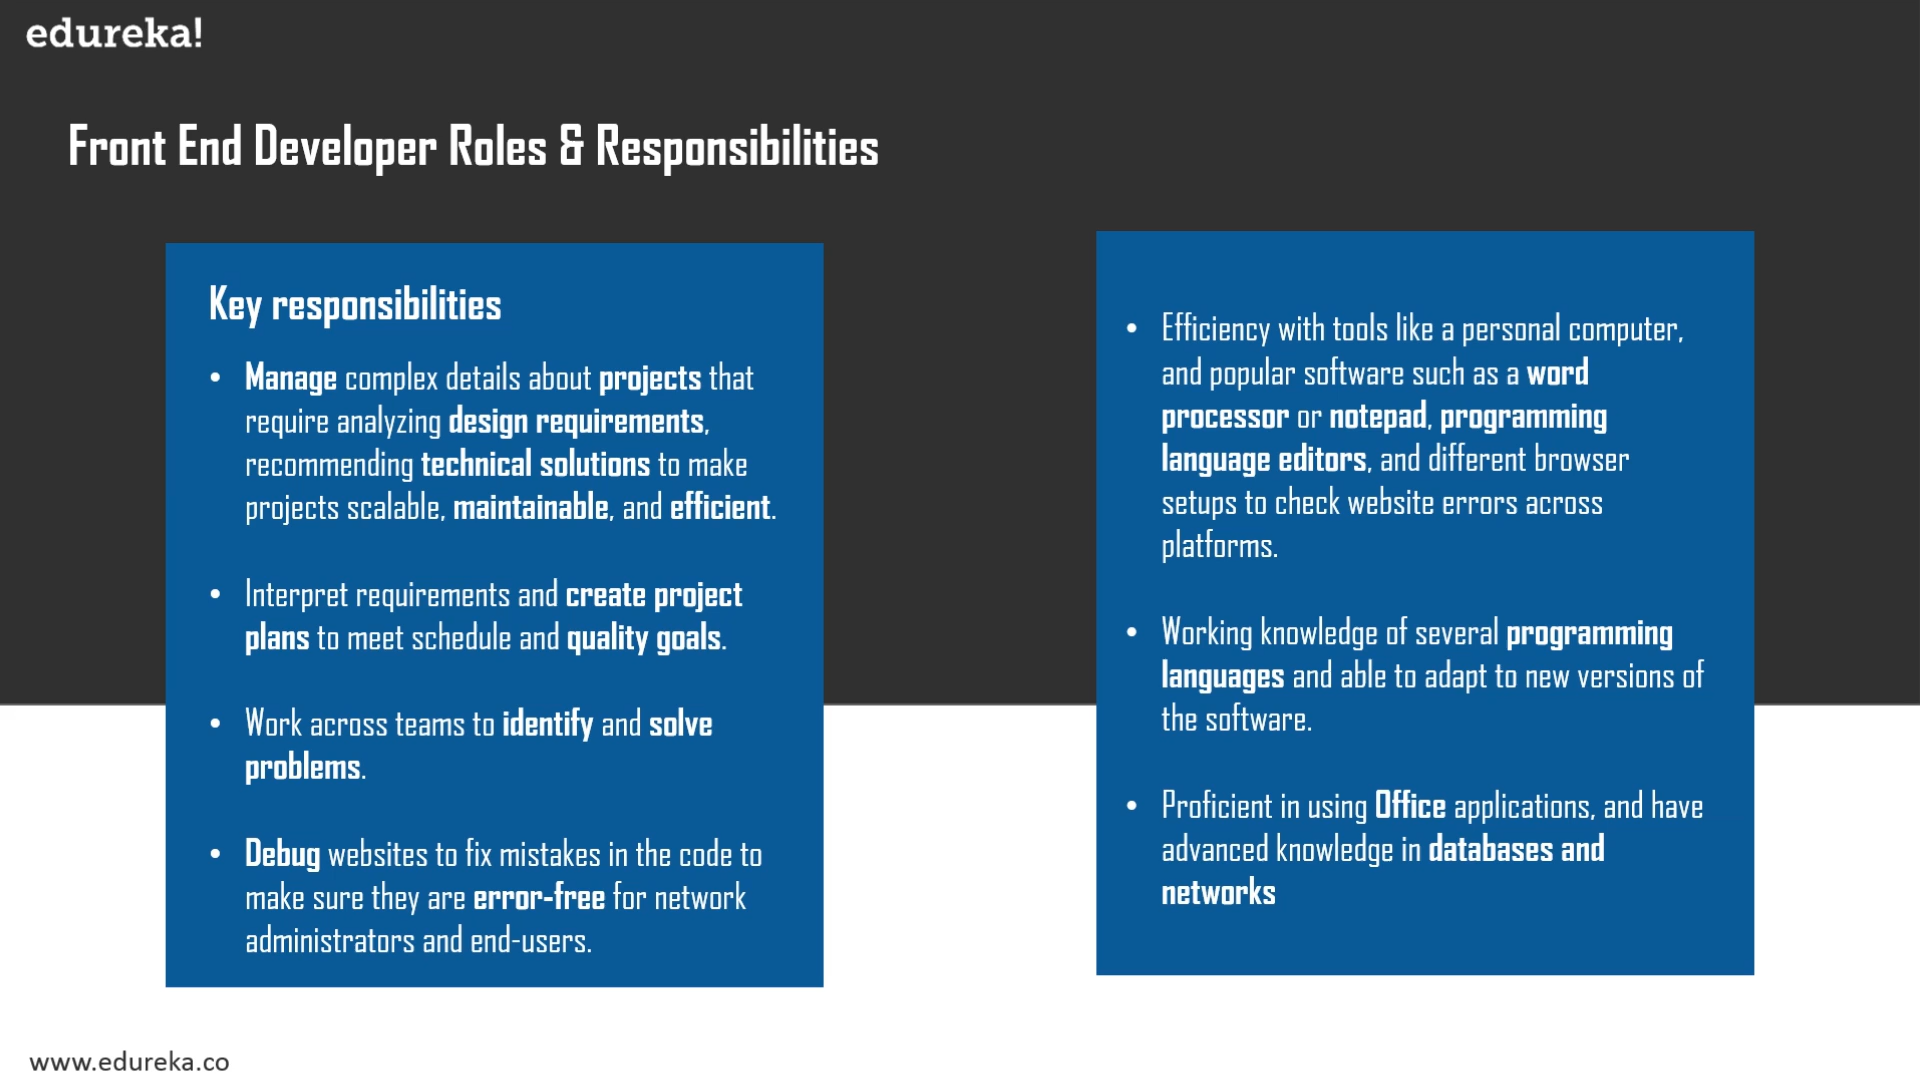 edureka!
Front End Developer Roles & Responsibilities
Key responsibilities
• Manage complex details about projects that
require analyzing design requirements,
recommending technical solutions to make
projects scalable, maintainable, and efficient.
• Interpret requirements and create project
plans to meet schedule and quality goals.
• Work across teams to identify and solve
problems.
• Debug websites to fix mistakes in the code to
make sure they are error-free for network
administrators and end-users.
• Efficiency with tools like a personal computer,
and popular software such as a word
processor or notepad, programming
language editors, and different browser
setups to check website errors across
platforms.
• Working knowledge of several programming
languages and able to adapt to new versions of
the software.
• Proficient in using Office applications, and have
advanced knowledge in databases and
networks
www.edureka.co